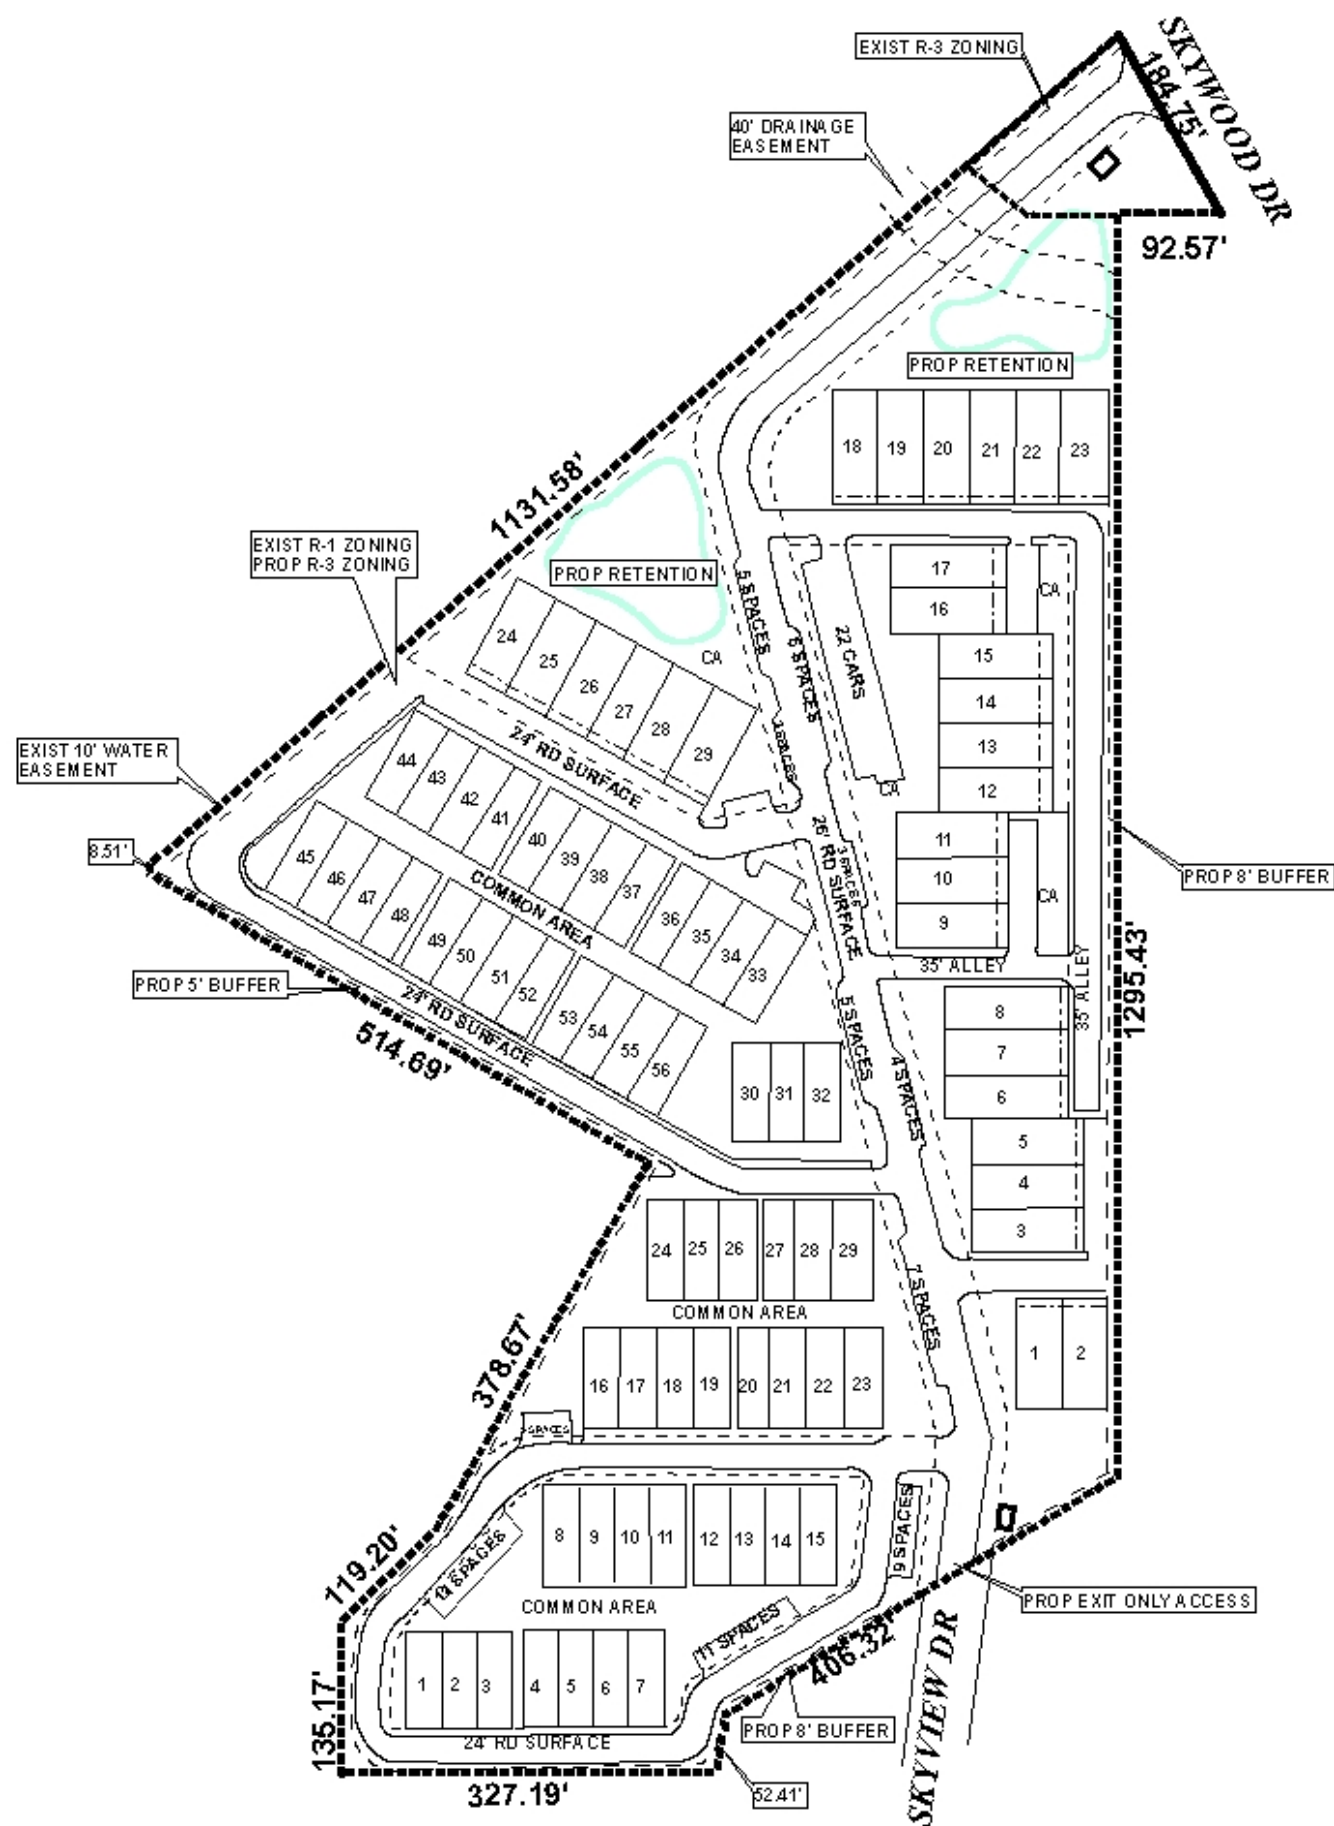 SKYWOOD DR
184.75'
EXIST R-3 ZONING
40' DRAINAGE
EASEMENT
92.57'
PROP RETENTION
18 19 20 21 22 23
1131.58'
EXIST R-1 ZONING
PROP R-3 ZONING
PROP RETENTION
5 SPACES
22 CARS
17
16
CA
15
14
13
12
CA
24 25 26 27 28 29
CA
24' RD SURFACE
EXIST 10' WATER
EASEMENT
8.51'
44 43 42 41 40 39 38 37 36 35 34 33
COMMON AREA
45 46 47 48 49 50 51 52 53 54 55 56
24' RD SURFACE
26' RD SURFACE
3 SPACES
11
10
9
CA
PROP 8' BUFFER
1295.43'
35' ALLEY
35' ALLEY
PROP 5' BUFFER
514.69'
5 SPACES
4 SPACES
8
7
6
5
4
3
30 31 32
24 25 26 27 28 29
COMMON AREA
7 SPACES
1 2
378.67'
16 17 18 19 20 21 22 23
SPACES
8 9 10 11 12 13 14 15
9 SPACES
119.20'
SPACES
COMMON AREA
11 SPACES
PROP EXIT ONLY ACCESS
406.32'
1 2 3 4 5 6 7
135.17'
24' RD SURFACE
PROP 8' BUFFER
SKYVIEW DR
327.19'
52.41'